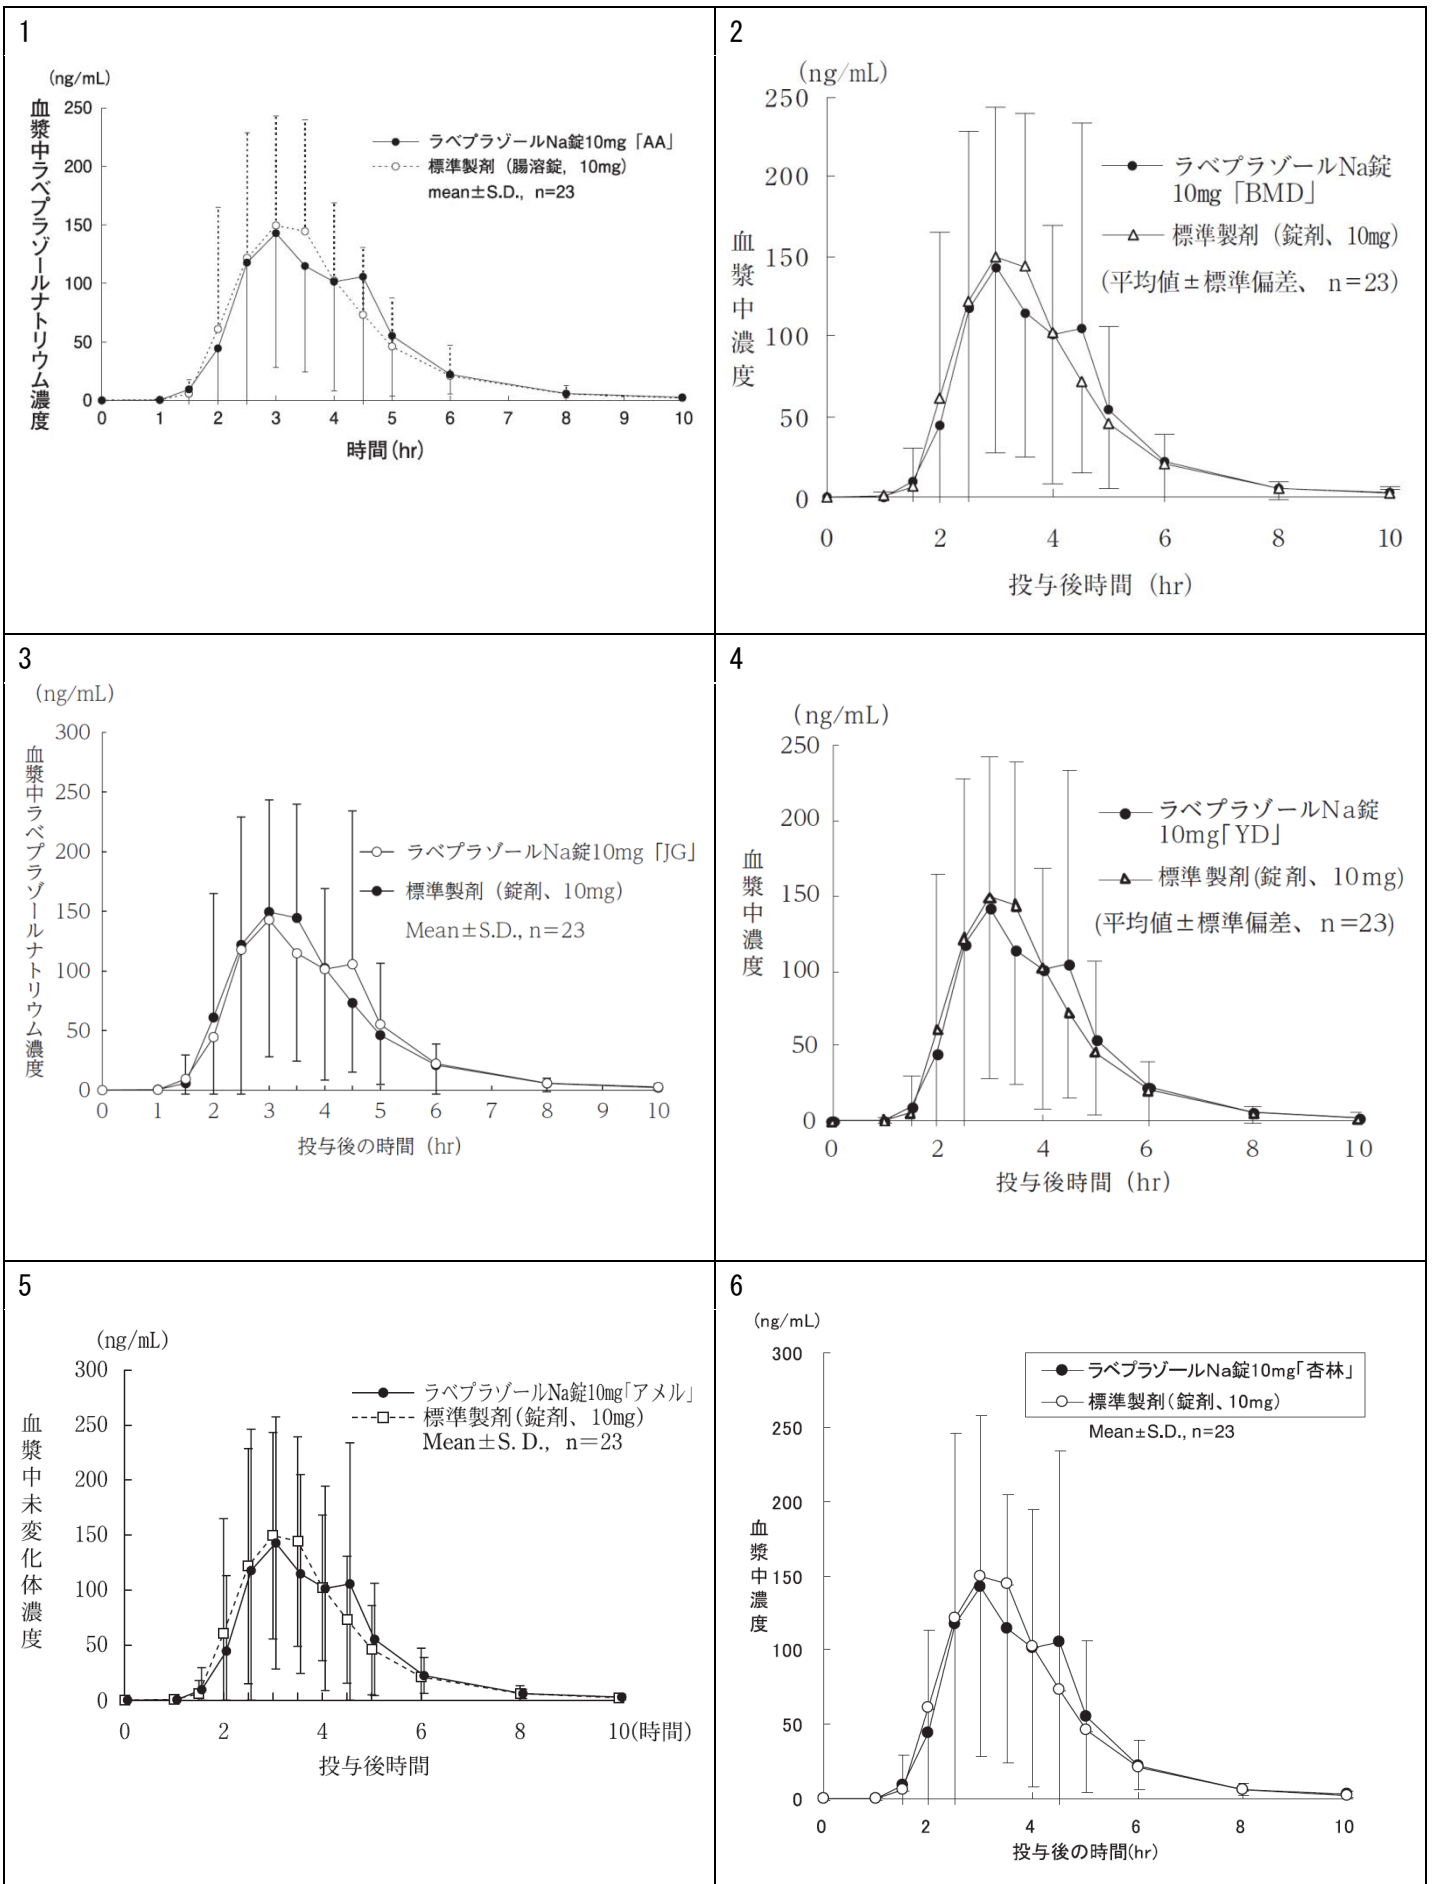 1
(ng/mL)
血漿中ラベプラゾールナトリウム濃度
250
200
150
100
50
0
ラベプラゾールNa錠10mg「AA」
標準製剤（腸溶錠，10mg）
mean±S.D.，n=23
0 1 2 3 4 5 6 7 8 9 10
時間(hr)
2
(ng/mL)
血漿中濃度
250
200
150
100
50
0
ラベプラゾールNa錠
10mg「BMD」
標準製剤（錠剤、10mg）
(平均値±標準偏差、 n＝23)
0 2 4 6 8 10
投与後時間（hr）
3
(ng/mL)
血漿中ラベプラゾールナトリウム濃度
300
250
200
150
100
50
0
ラベプラゾールNa錠10mg「JG」
標準製剤（錠剤、10mg）
Mean±S.D., n＝23
0 1 2 3 4 5 6 7 8 9 10
投与後の時間（hr）
4
(ng/mL)
血漿中濃度
250
200
150
100
50
0
ラベプラゾールNa錠
10mg「YD」
標準製剤(錠剤、10mg)
(平均値±標準偏差、 n＝23)
0 2 4 6 8 10
投与後時間（hr）
5
(ng/mL)
血漿中未変化体濃度
300
250
200
150
100
50
0
ラベプラゾールNa錠10mg「アメル」
標準製剤(錠剤、10mg)
Mean±S. D.， n＝23
0 2 4 6 8 10(時間)
投与後時間
6
(ng/mL)
血漿中濃度
300
250
200
150
100
50
0
ラベプラゾールNa錠10mg「杏林」
標準製剤(錠剤、10mg)
Mean±S.D., n=23
0 2 4 6 8 10
投与後の時間(hr)